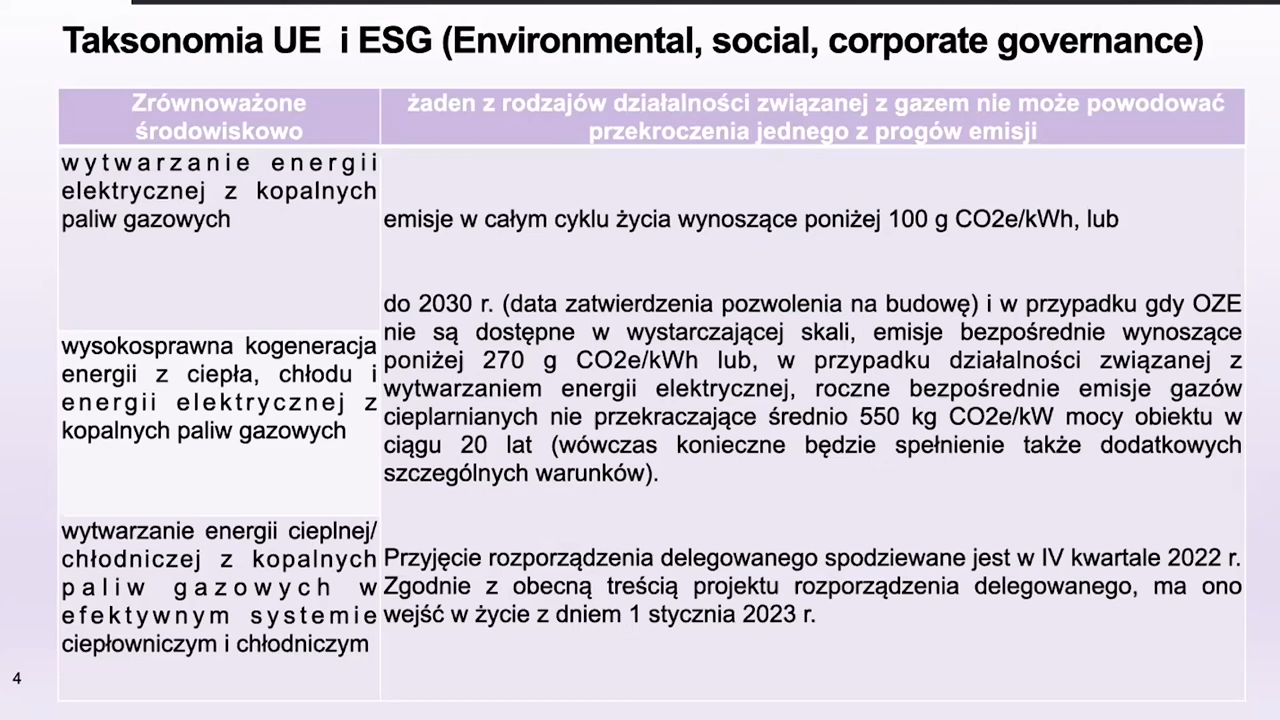 Taksonomia UE i ESG (Environmental, social, corporate governance)
Zrównoważone
środowiskowo
żaden z rodzajów działalności związanej z gazem nie może powodować
przekroczenia jednego z progów emisji
wytwarzanie energii
elektrycznej z kopalnych
paliw gazowych
wysokosprawna kogeneracja
energii z ciepła, chłodu i
energii elektrycznej z
kopalnych paliw gazowych
wytwarzanie energii cieplnej/
chłodniczej z kopalnych
paliw gazowych w
efektywnym systemie
ciepłowniczym i chłodniczym
emisje w całym cyklu życia wynoszące poniżej 100 g CO2e/kWh, lub
do 2030 r. (data zatwierdzenia pozwolenia na budowę) i w przypadku gdy OZE
nie są dostępne w wystarczającej skali, emisje bezpośrednie wynoszące
poniżej 270 g CO2e/kWh lub, w przypadku działalności związanej z
wytwarzaniem energii elektrycznej, roczne bezpośrednie emisje gazów
cieplarnianych nie przekraczające średnio 550 kg CO2e/kW mocy obiektu w
ciągu 20 lat (wówczas konieczne będzie spełnienie także dodatkowych
szczególnych warunków).
Przyjęcie rozporządzenia delegowanego spodziewane jest w IV kwartale 2022 r.
Zgodnie z obecną treścią projektu rozporządzenia delegowanego, ma ono
wejść w życie z dniem 1 stycznia 2023 r.
4